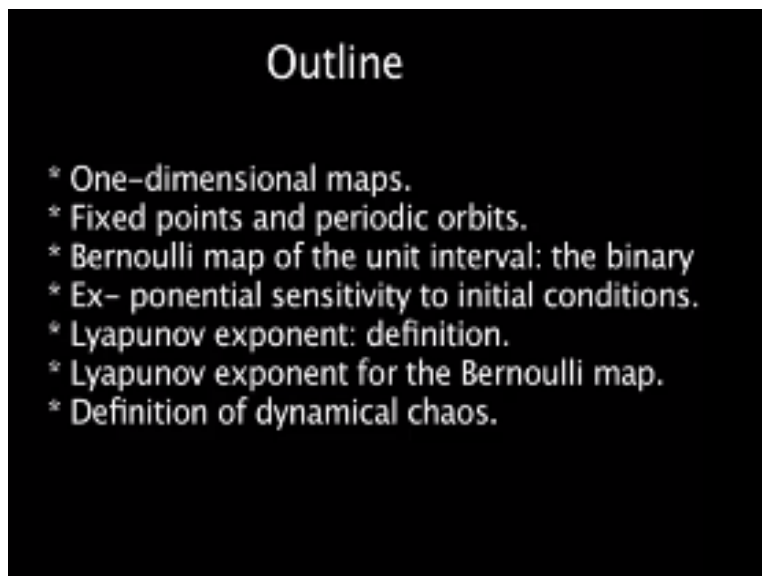 Outline
* One-dimensional maps.
* Fixed points and periodic orbits.
* Bernoulli map of the unit interval: the binary
* Ex- ponential sensitivity to initial conditions.
* Lyapunov exponent: definition.
* Lyapunov exponent for the Bernoulli map.
* Definition of dynamical chaos.